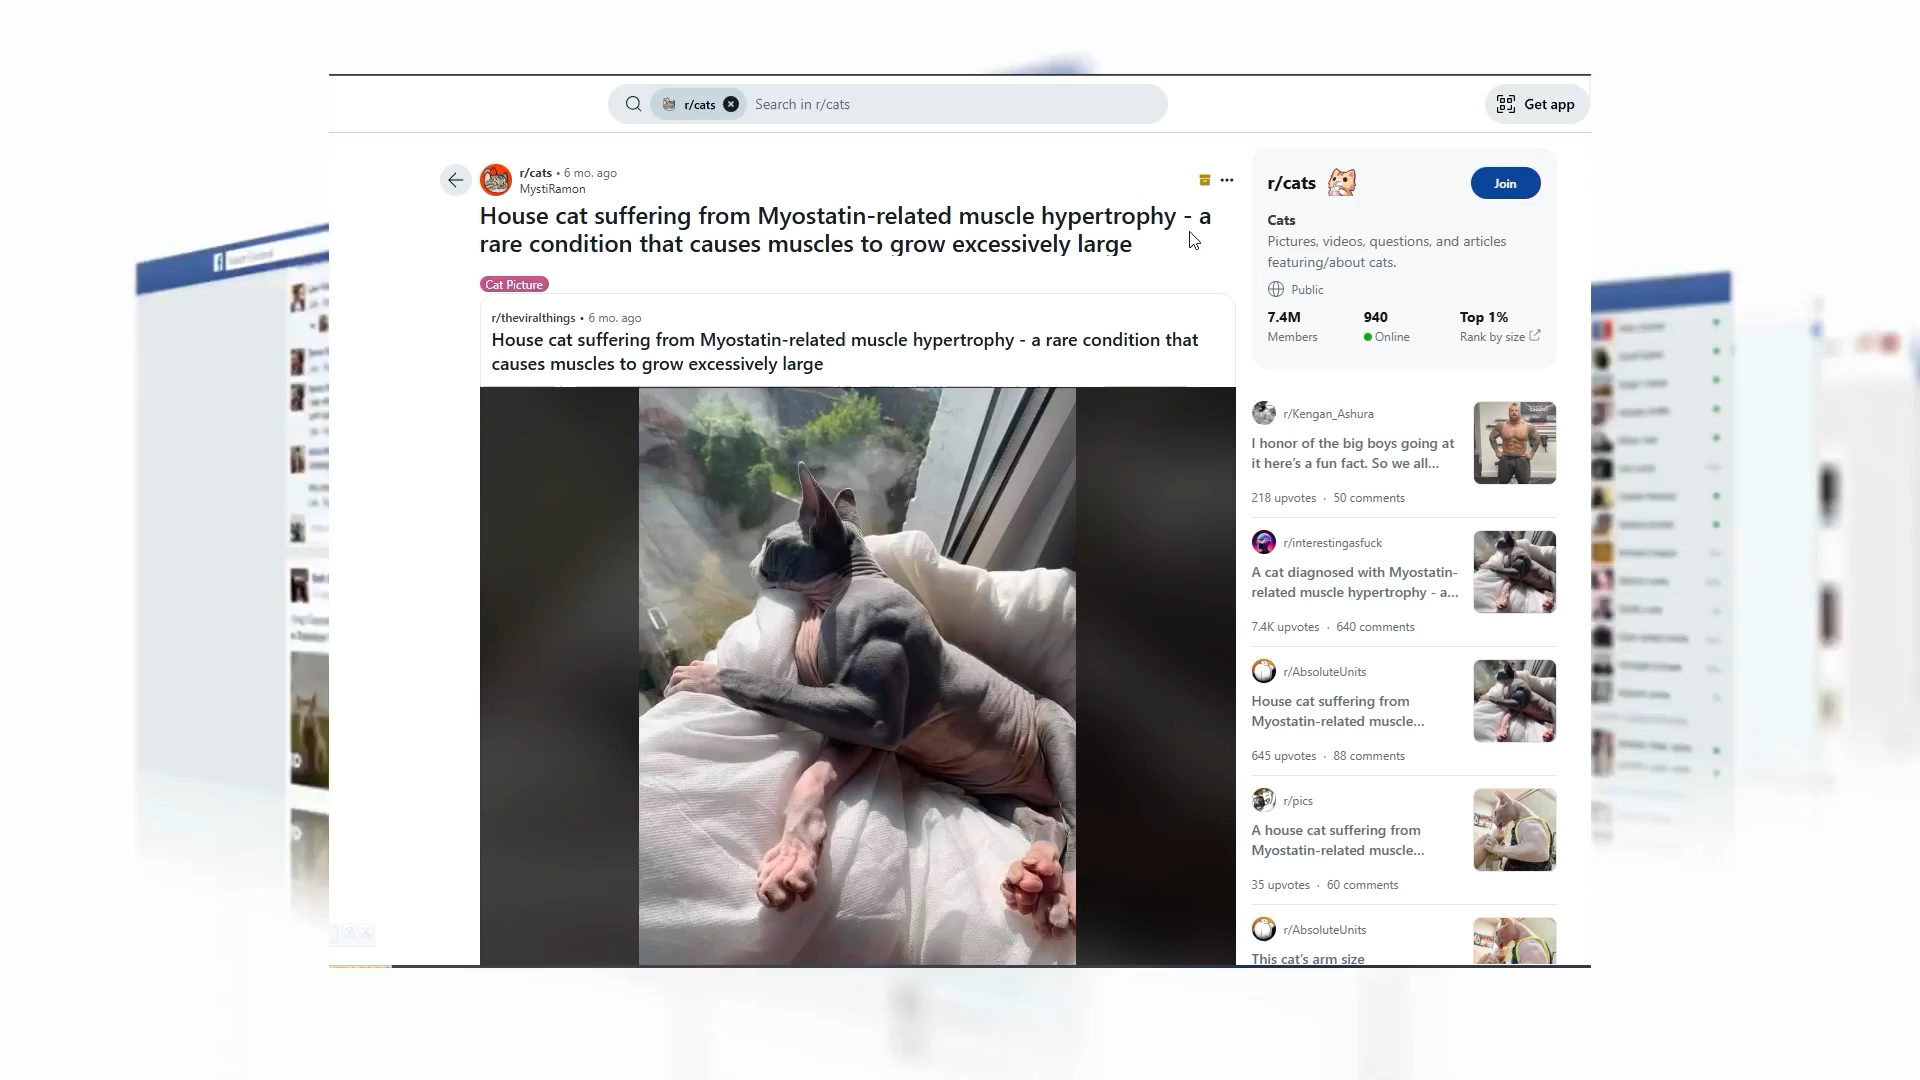 r/cats
Search in r/cats
Get app
r/cats • 6 mo. ago
MystiRamon
House cat suffering from Myostatin-related muscle hypertrophy - a
rare condition that causes muscles to grow excessively large
Cat Picture
r/theviralthings • 6 mo. ago
House cat suffering from Myostatin-related muscle hypertrophy - a rare condition that
causes muscles to grow excessively large
r/cats
Join
Cats
Pictures, videos, questions, and articles
featuring/about cats.
Public
7.4M
Members
940
Online
Top 1%
Rank by size
r/Kengan_Ashura
I honor of the big boys going at
it here's a fun fact. So we all...
218 upvotes · 50 comments
r/interestingasfuck
A cat diagnosed with Myostatin-
related muscle hypertrophy - a...
7.4K upvotes · 640 comments
r/AbsoluteUnits
House cat suffering from
Myostatin-related muscle...
645 upvotes · 88 comments
r/pics
A house cat suffering from
Myostatin-related muscle...
35 upvotes · 60 comments
r/AbsoluteUnits
This cat's arm size